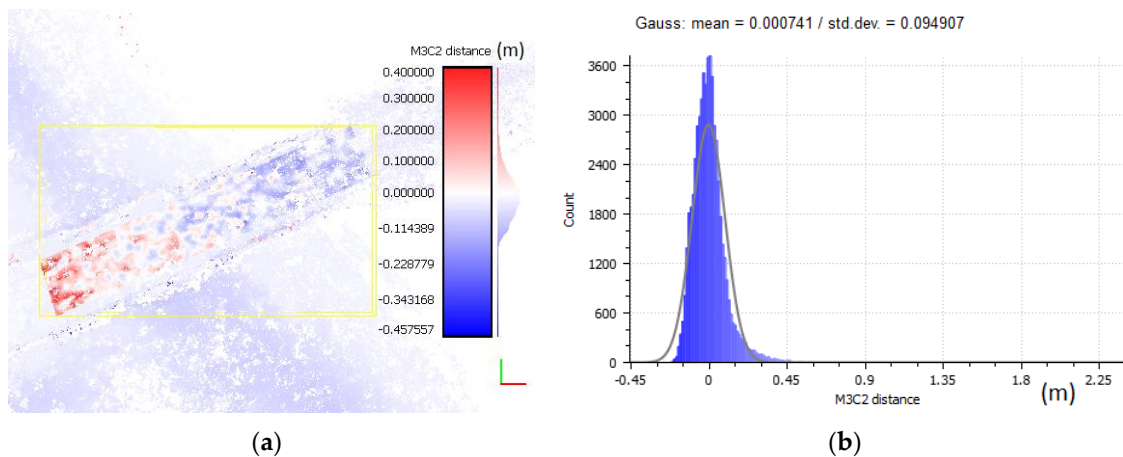 Gauss: mean = 0.000741 / std.dev. = 0.094907
M3C2 distance (m)
0.400000
0.300000
0.200000
0.100000
0.000000
-0.114389
-0.228779
-0.343168
-0.457557
3600
3000
2400
1800
1200
600
0
Count
-0.45 0 0.45 0.9 1.35 1.8 2.25
M3C2 distance (m)
(a)
(b)